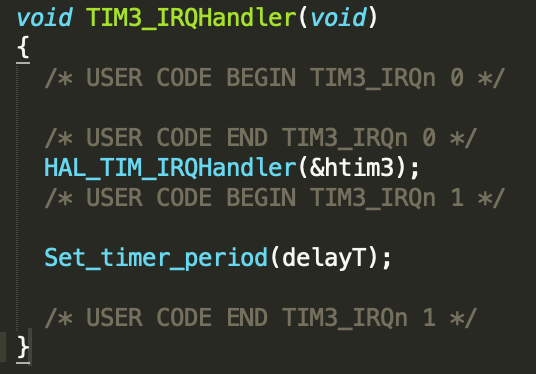 void TIM3_IRQHandler(void)
{
/* USER CODE BEGIN TIM3_IRQn 0 */
/* USER CODE END TIM3_IRQn 0 */
HAL_TIM_IRQHandler(&htim3);
/* USER CODE BEGIN TIM3_IRQn 1 */
Set_timer_period(delayT);
/* USER CODE END TIM3_IRQn 1 */
}